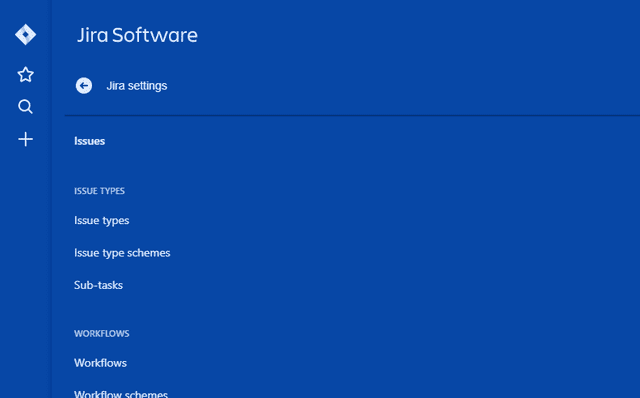 Jira Software
Jira settings
Issues
ISSUE TYPES
Issue types
Issue type schemes
Sub-tasks
WORKFLOWS
Workflows
Workflow schemes